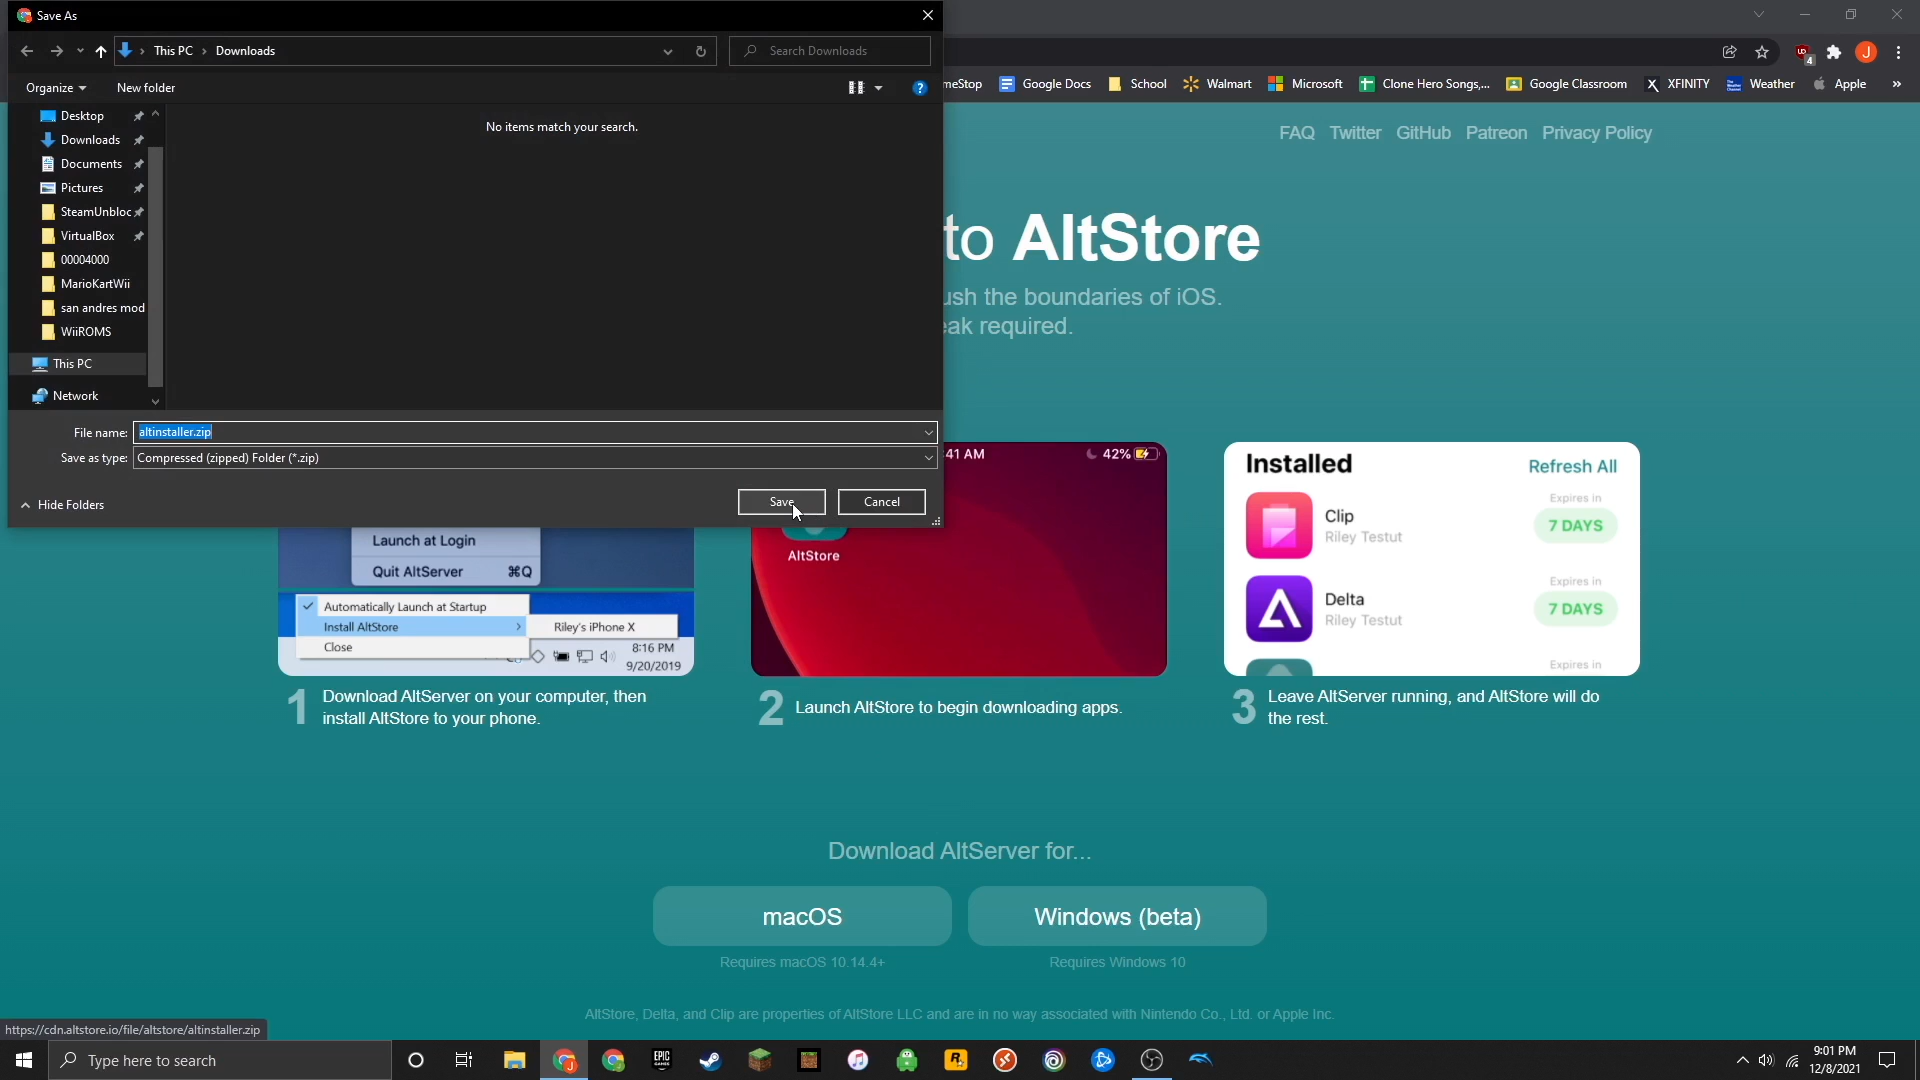 Save As
This PC
Downloads
Search Downloads
Organize
New folder
?
Desktop
Downloads
Documents
Pictures
SteamUnbloc
VirtualBox
00004000
MarioKartWii
san andres mod
WiiROMS
This PC
Network
No items match your search.
File name:
altinstaller.zip
Save as type:
Compressed (zipped) Folder (*.zip)
Hide Folders
Save
Cancel
4
J
meStop
Google Docs
School
Walmart
Microsoft
Clone Hero Songs,...
Google Classroom
XFINITY
Weather
Apple
»
FAQ
Twitter
GitHub
Patreon
Privacy Policy
to AltStore
ush the boundaries of iOS.
eak required.
Launch at Login
Quit AltServer
⌘Q
Automatically Launch at Startup
Install AltStore
Riley's iPhone X
Close
8:16 PM
9/20/2019
41 AM
42%
AltStore
Installed
Refresh All
Expires in
Clip
Riley Testut
7 DAYS
Expires in
Delta
Riley Testut
7 DAYS
Expires in
1
Download AltServer on your computer, then
install AltStore to your phone.
2
Launch AltStore to begin downloading apps.
3
Leave AltServer running, and AltStore will do
the rest.
Download AltServer for...
macOS
Windows (beta)
Requires macOS 10.14.4+
Requires Windows 10
AltStore, Delta, and Clip are properties of AltStore LLC and are in no way associated with Nintendo Co., Ltd. or Apple Inc.
https://cdn.altstore.io/file/altstore/altinstaller.zip
Type here to search
J
EPIC
GAMES
R
9:01 PM
12/8/2021